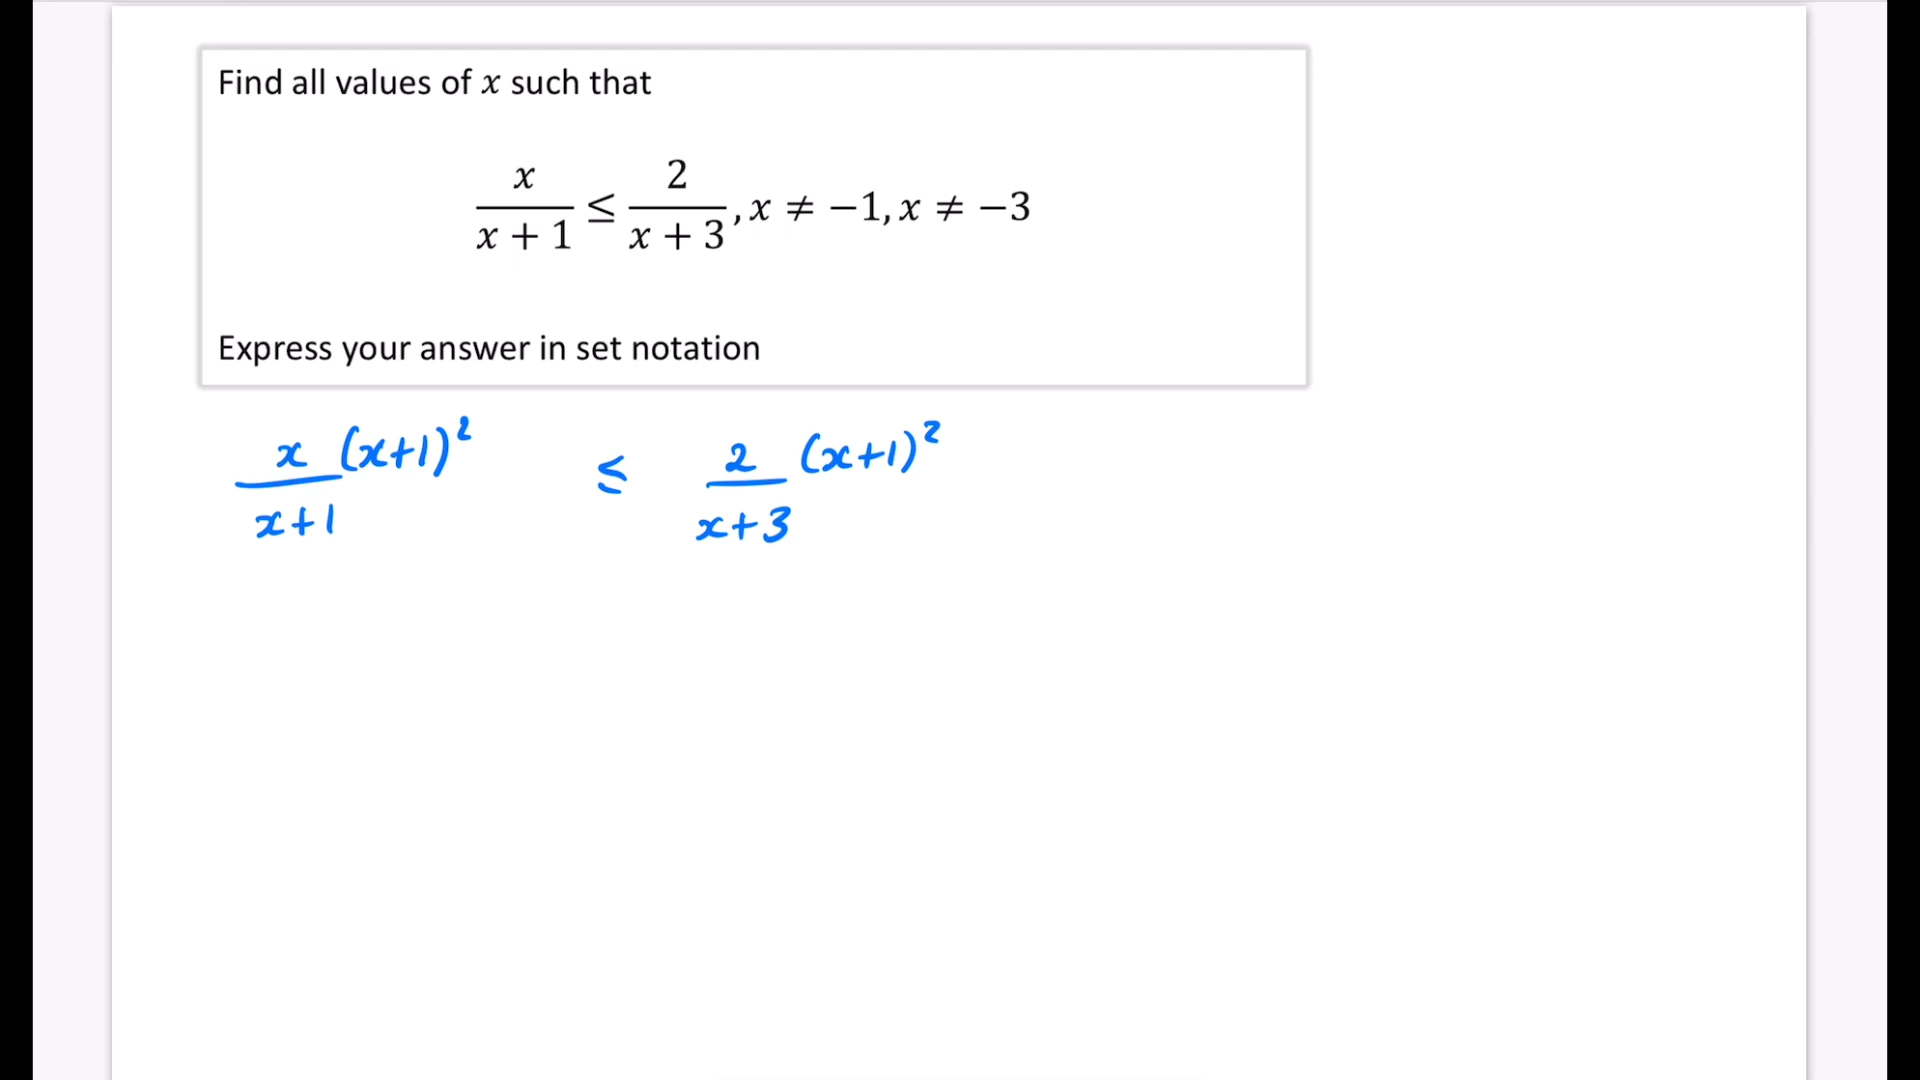 Find all values of x such that
x/(x + 1) ≤ 2/(x + 3), x ≠ −1, x ≠ −3
Express your answer in set notation
x/(x+1) (x+1)² ≤ 2/(x+3) (x+1)²